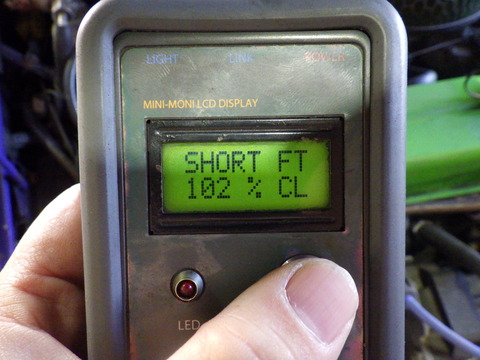 LIGHT LINK POWER
MINI-MONI LCD DISPLAY
SHORT FT
102 % CL
LED